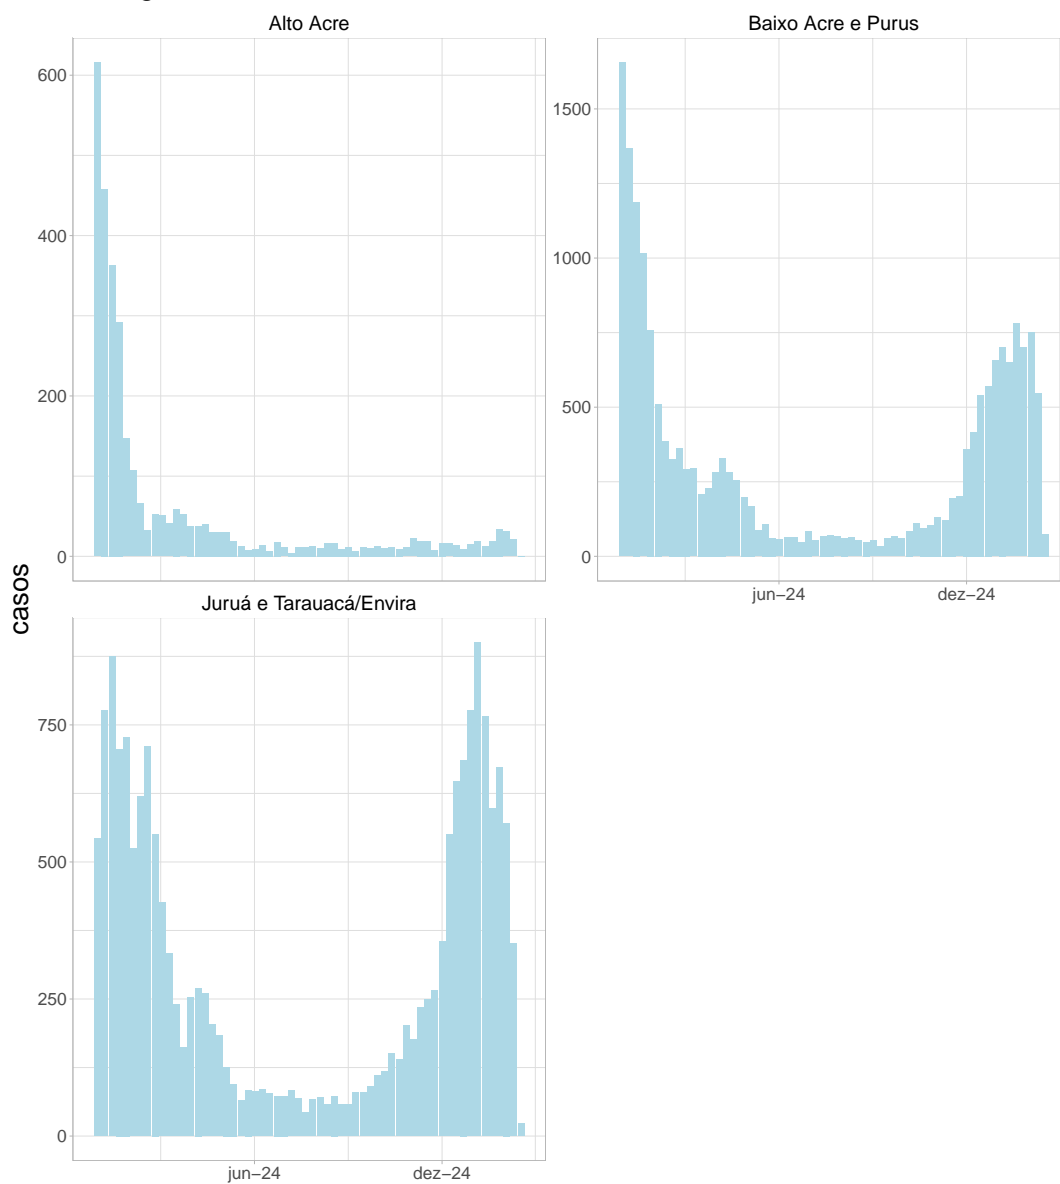 Alto Acre
Baixo Acre e Purus
600
400
200
0
1500
1000
500
0
jun−24
dez−24
casos
Juruá e Tarauacá/Envira
750
500
250
0
jun−24
dez−24